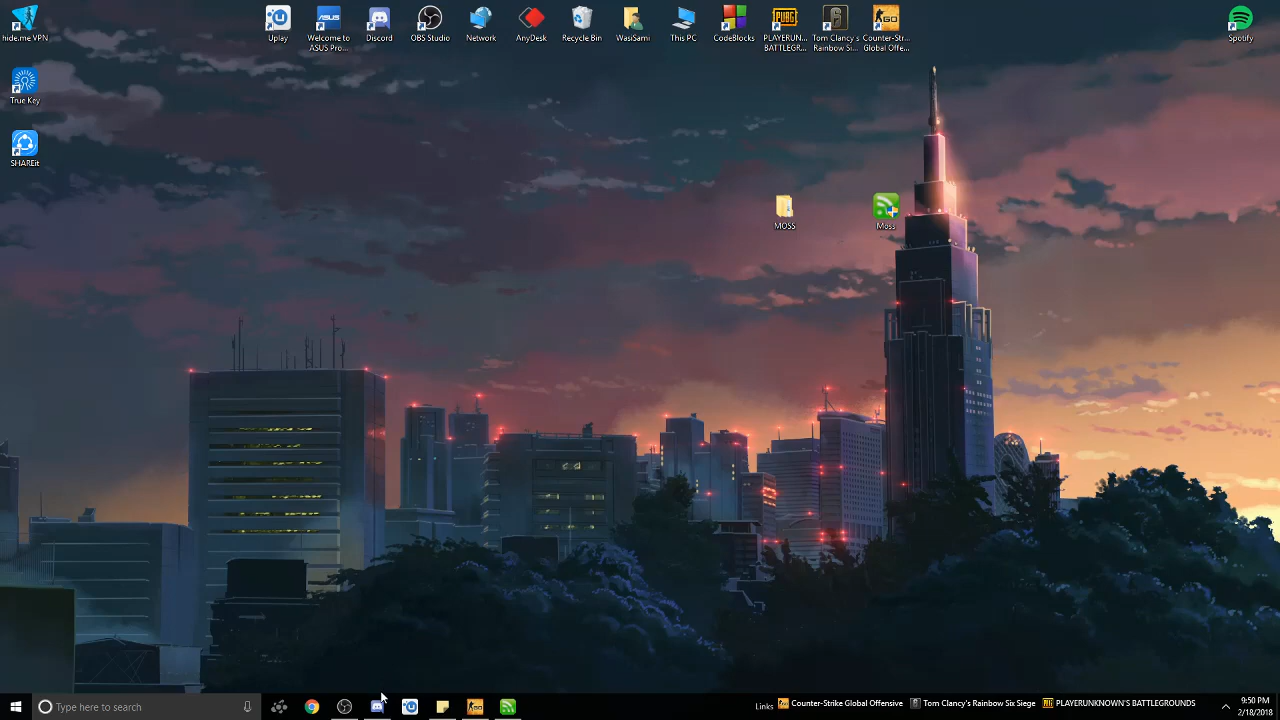 hide.me VPN
Uplay
Welcome to
ASUS Pro...
Discord
OBS Studio
Network
AnyDesk
Recycle Bin
WasiSami
This PC
CodeBlocks
PLAYERUN...
BATTLEGR...
Tom Clancy's
Rainbow Si...
Counter-Str...
Global Offe...
Spotify
True Key
SHAREit
MOSS
Moss
Type here to search
Links
Counter-Strike Global Offensive
Tom Clancy's Rainbow Six Siege
PLAYERUNKNOWN'S BATTLEGROUNDS
9:50 PM
2/18/2018